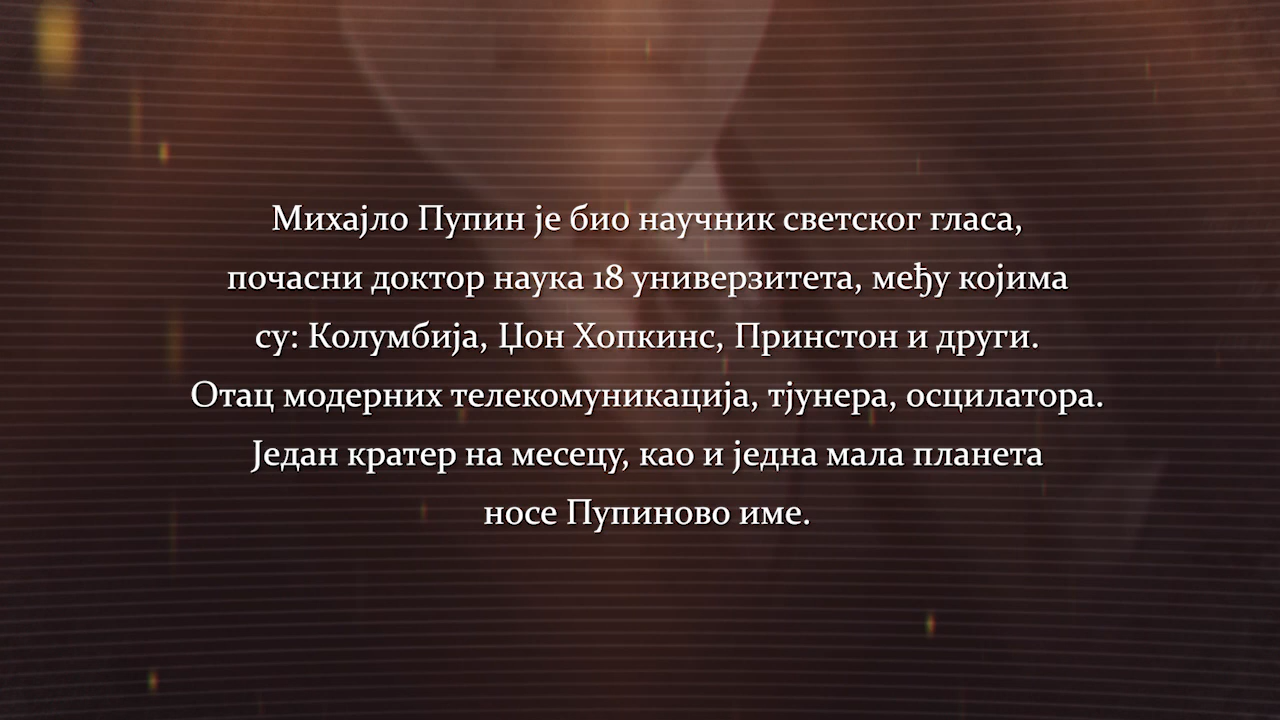 Михајло Пупин је био научник светског гласа,
почасни доктор наука 18 универзитета, међу којима
су: Колумбија, Џон Хопкинс, Принстон и други.
Отац модерних телекомуникација, тјунера, осцилатора.
Један кратер на месецу, као и једна мала планета
носе Пупиново име.